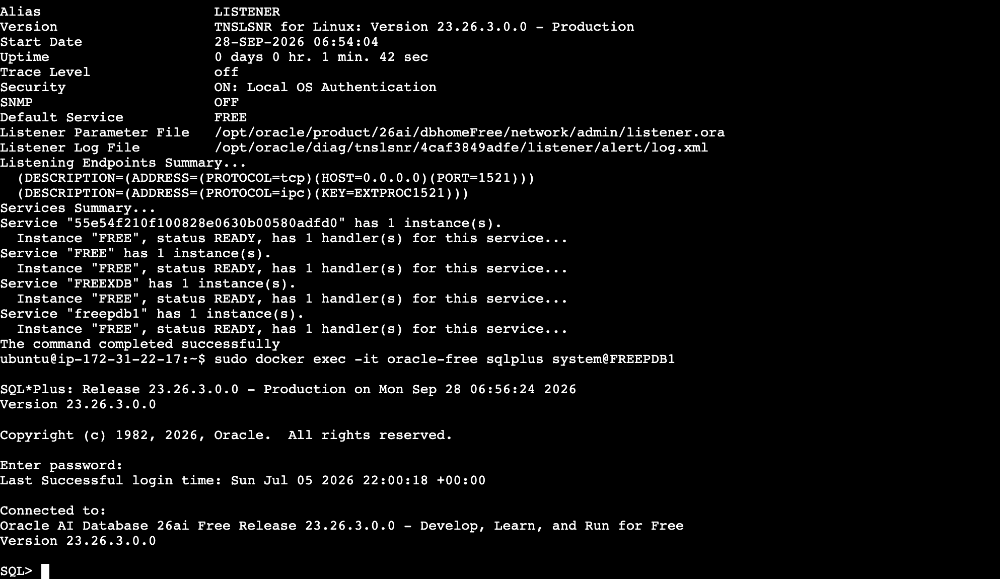 Alias                     LISTENER
Version                   TNSLSNR for Linux: Version 23.26.3.0.0 - Production
Start Date                28-SEP-2026 06:54:04
Uptime                    0 days 0 hr. 1 min. 42 sec
Trace Level               off
Security                  ON: Local OS Authentication
SNMP                      OFF
Default Service           FREE
Listener Parameter File   /opt/oracle/product/26ai/dbhomeFree/network/admin/listener.ora
Listener Log File         /opt/oracle/diag/tnslsnr/4caf3849adfe/listener/alert/log.xml
Listening Endpoints Summary...
  (DESCRIPTION=(ADDRESS=(PROTOCOL=tcp)(HOST=0.0.0.0)(PORT=1521)))
  (DESCRIPTION=(ADDRESS=(PROTOCOL=ipc)(KEY=EXTPROC1521)))
Services Summary...
Service "55e54f210f100828e0630b00580adfd0" has 1 instance(s).
  Instance "FREE", status READY, has 1 handler(s) for this service...
Service "FREE" has 1 instance(s).
  Instance "FREE", status READY, has 1 handler(s) for this service...
Service "FREEXDB" has 1 instance(s).
  Instance "FREE", status READY, has 1 handler(s) for this service...
Service "freepdb1" has 1 instance(s).
  Instance "FREE", status READY, has 1 handler(s) for this service...
The command completed successfully
ubuntu@ip-172-31-22-17:~$ sudo docker exec -it oracle-free sqlplus system@FREEPDB1

SQL*Plus: Release 23.26.3.0.0 - Production on Mon Sep 28 06:56:24 2026
Version 23.26.3.0.0

Copyright (c) 1982, 2026, Oracle.  All rights reserved.

Enter password:
Last Successful login time: Sun Jul 05 2026 22:00:18 +00:00

Connected to:
Oracle AI Database 26ai Free Release 23.26.3.0.0 - Develop, Learn, and Run for Free
Version 23.26.3.0.0

SQL>